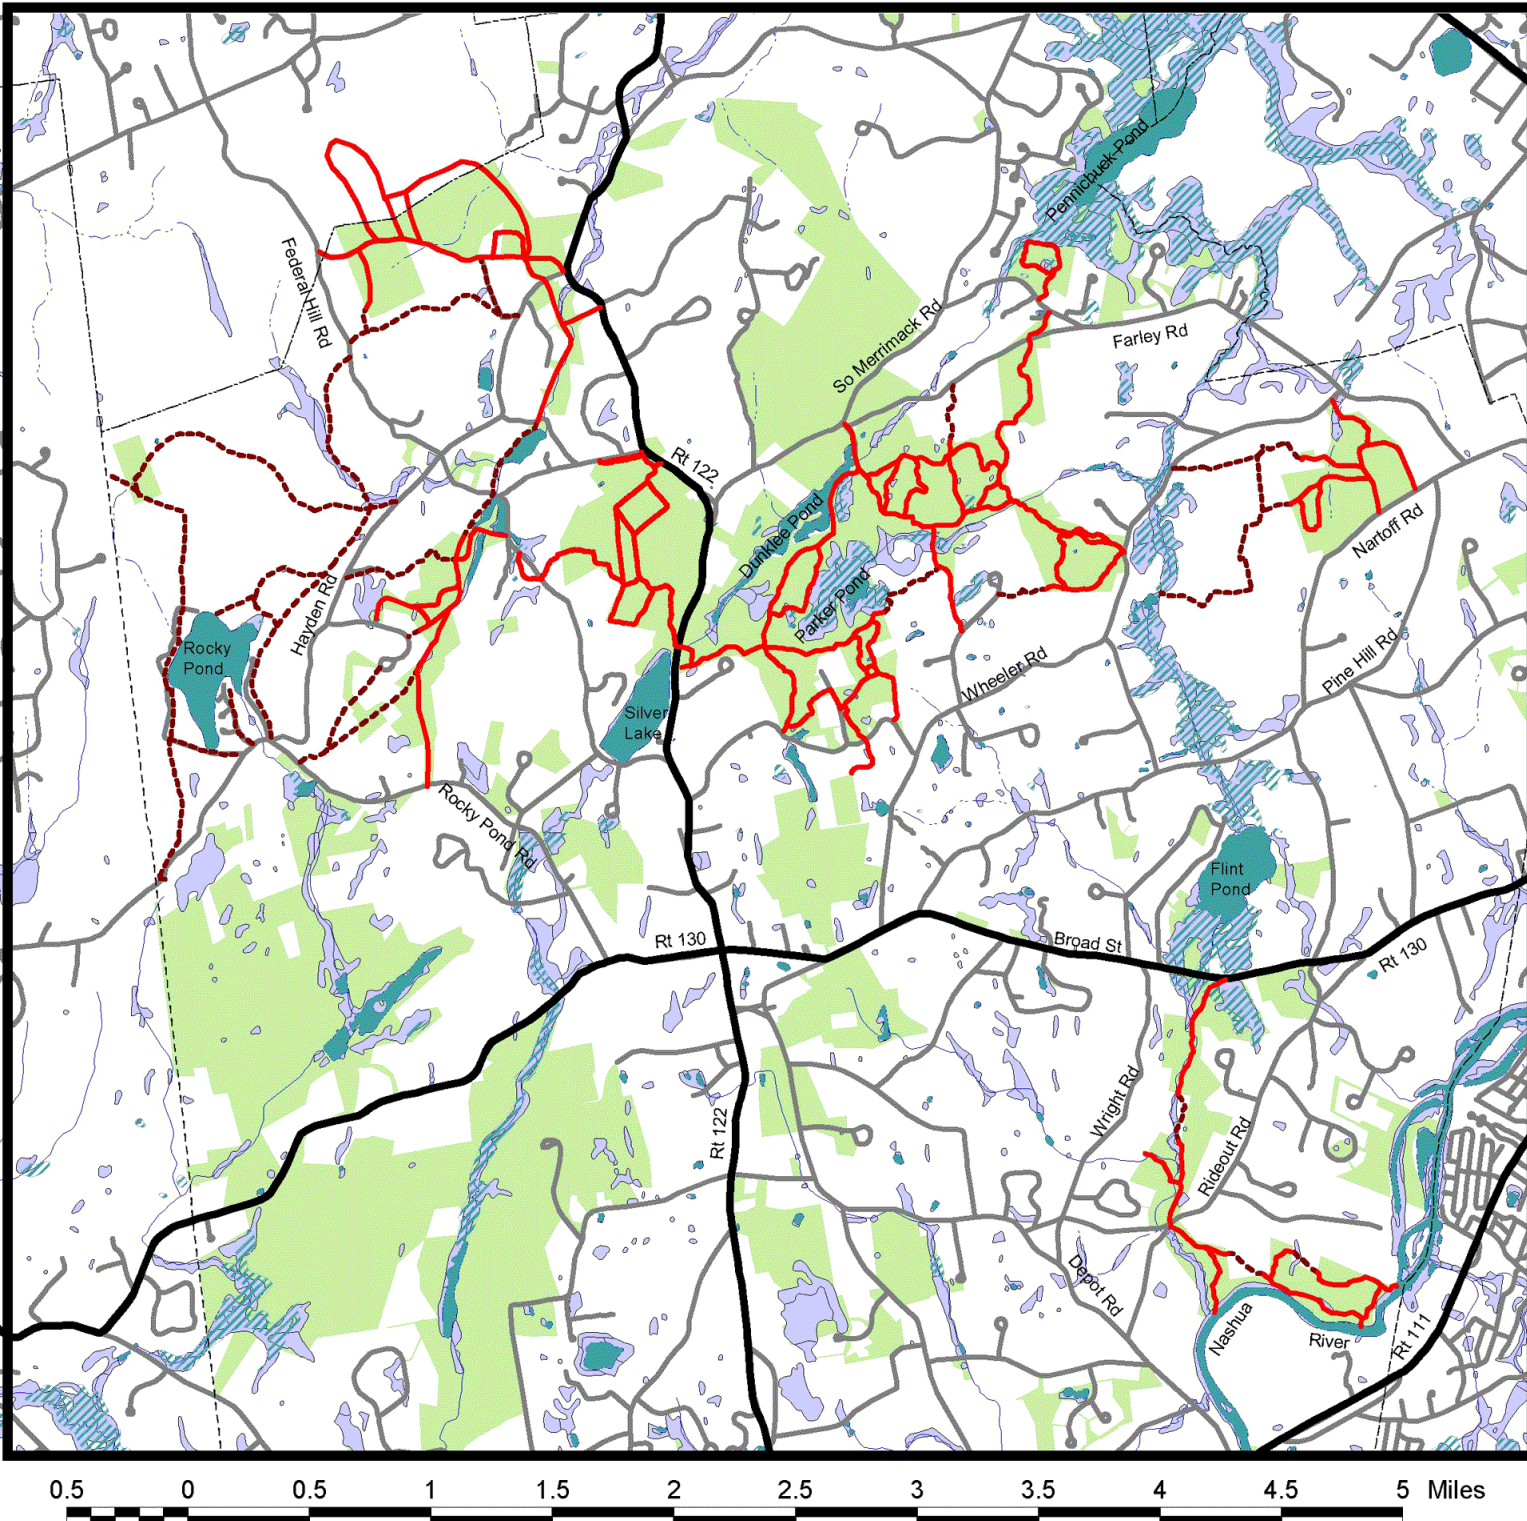 Pennichuck Pond
Federal Hill Rd
So Merrimack Rd
Farley Rd
Rt 122
Dunklee Pond
Nartoff Rd
Parker Pond
Hayden Rd
Rocky
Pond
Wheeler Rd
Pine Hill Rd
Silver
Lake
Rocky Pond Rd
Flint
Pond
Rt 130
Broad St
Rt 130
Wright Rd
Rt 122
Rideout Rd
Depot Rd
Nashua
River
Rt 111
0.5 0 0.5 1 1.5 2 2.5 3 3.5 4 4.5 5 Miles